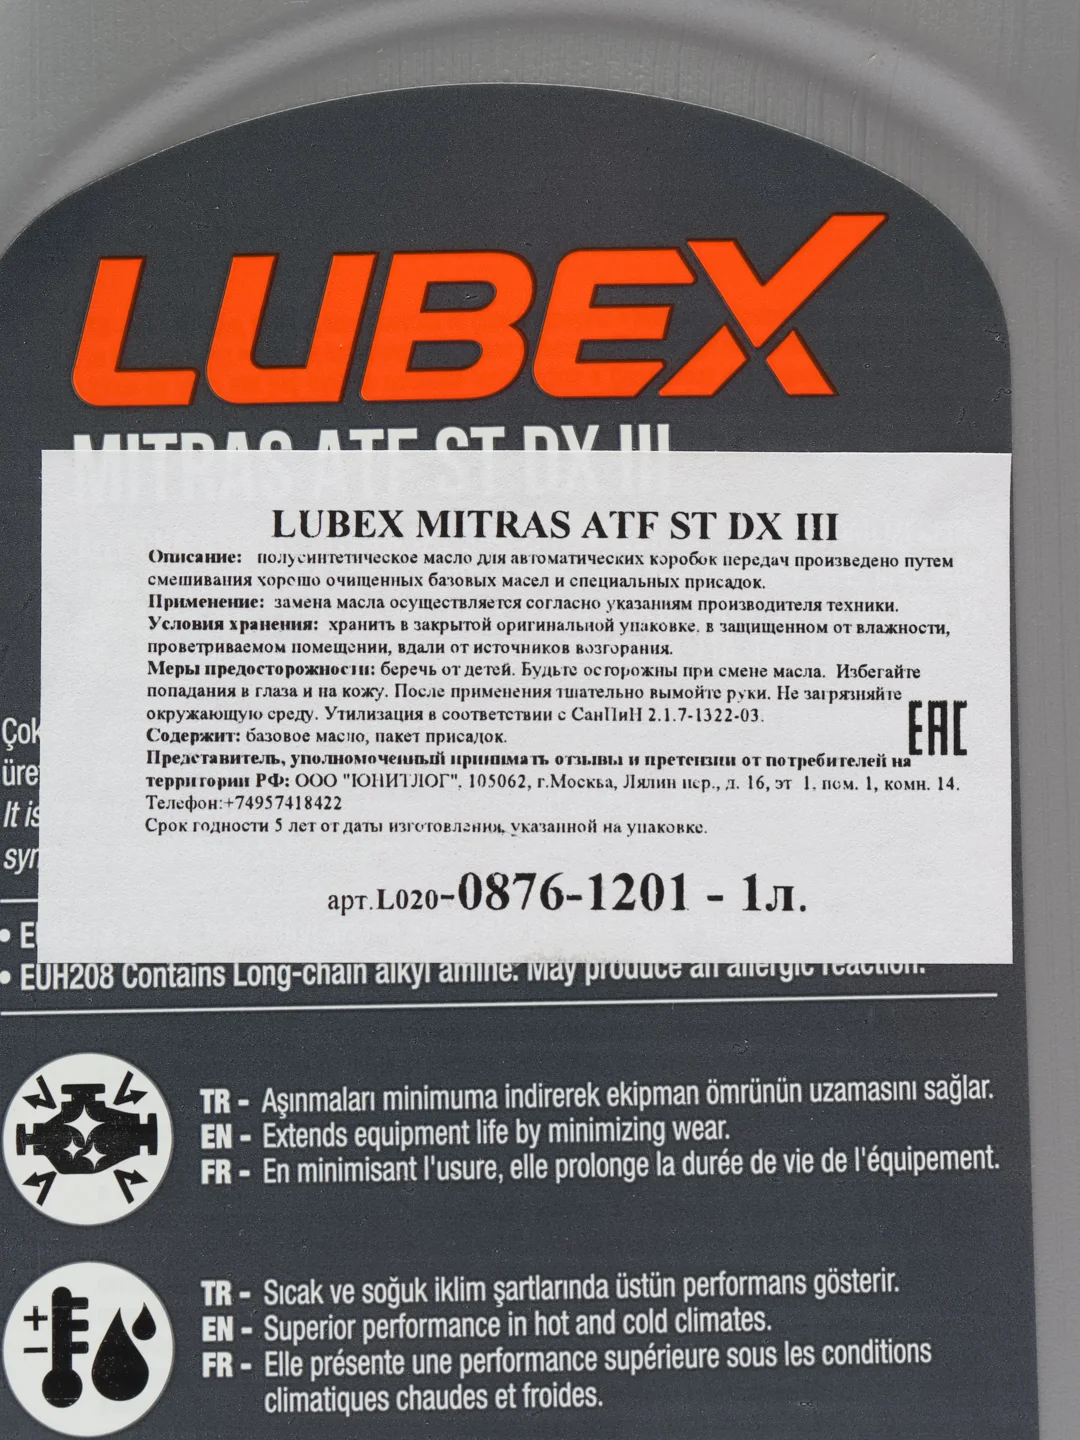 LUBEX
MITRAS ATF ST DX III
LUBEX MITRAS ATF ST DX III
Описание: полусинтетическое масло для автоматических коробок передач произведено путем
смешивания хорошо очищенных базовых масел и специальных присадок.
Применение: замена масла осуществляется согласно указаниям производителя техники.
Условия хранения: хранить в закрытой оригинальной упаковке, в защищенном от влажности,
проветриваемом помещении, вдали от источников возгорания.
Меры предосторожности: беречь от детей. Будьте осторожны при смене масла. Избегайте
попадания в глаза и на кожу. После применения тщательно вымойте руки. Не загрязняйте
окружающую среду. Утилизация в соответствии с СанПиН 2.1.7-1322-03.
EAC
Содержит: базовое масло, пакет присадок.
Представитель, уполномоченный принимать отзывы и претензии от потребителей на
территории РФ: ООО "ЮНИТЛОГ", 105062, г.Москва, Лялин пер., д. 16, эт 1, пом. 1, комн. 14.
Телефон:+74957418422
Срок годности 5 лет от даты изготовления, указанной на упаковке.
арт.L020-0876-1201 - 1л.
Çok
üre
It is
syn
• E
• EUH208 Contains Long-chain alkyl amine. May produce an allergic reaction.
TR - Aşınmaları minimuma indirerek ekipman ömrünün uzamasını sağlar.
EN - Extends equipment life by minimizing wear.
FR - En minimisant l'usure, elle prolonge la durée de vie de l'équipement.
TR - Sıcak ve soğuk iklim şartlarında üstün performans gösterir.
EN - Superior performance in hot and cold climates.
FR - Elle présente une performance supérieure sous les conditions
climatiques chaudes et froides.